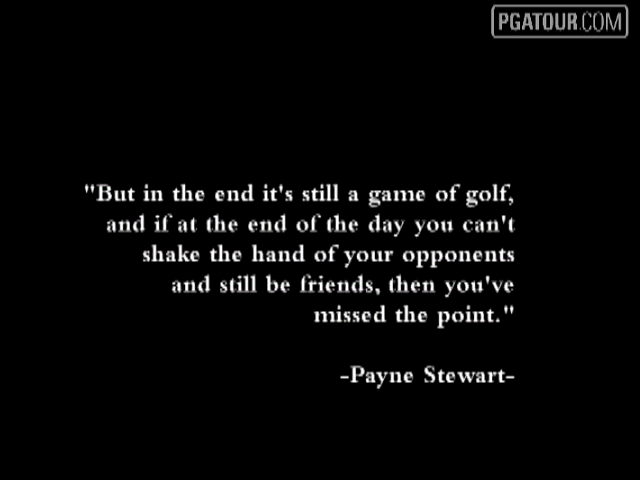 PGATOUR.COM
"But in the end it's still a game of golf,
and if at the end of the day you can't
shake the hand of your opponents
and still be friends, then you've
missed the point."
-Payne Stewart-